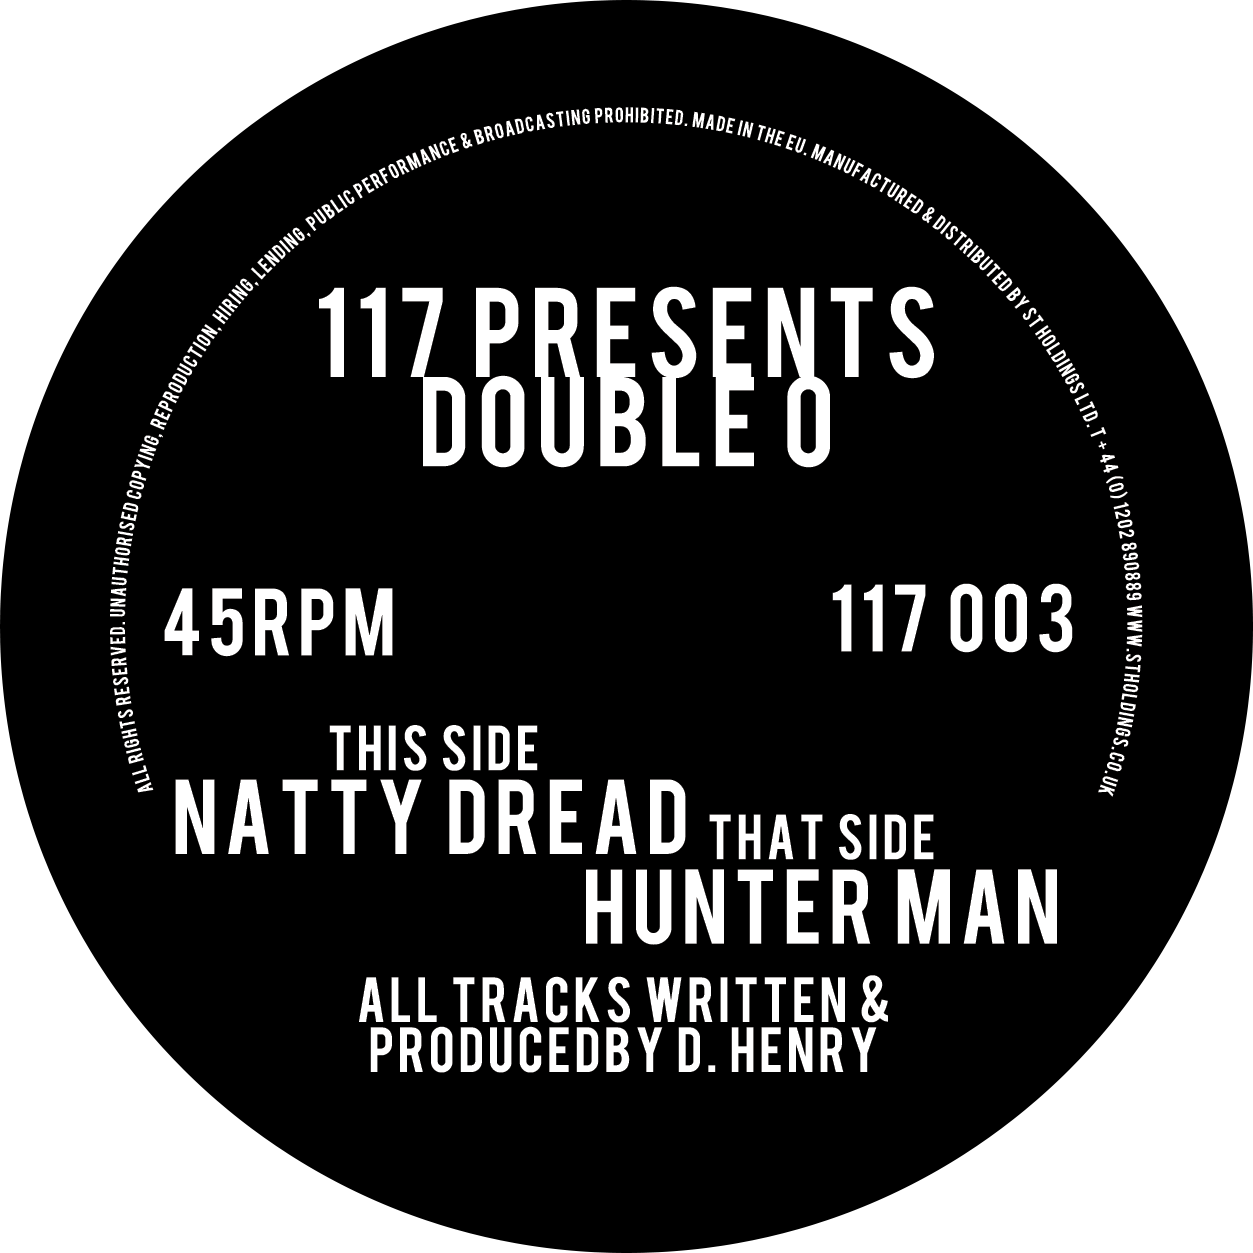 ALL RIGHTS RESERVED. UNAUTHORISED COPYING, REPRODUCTION, HIRING, LENDING, PUBLIC PERFORMANCE & BROADCASTING PROHIBITED. MADE IN THE EU. MANUFACTURED & DISTRIBUTED BY ST HOLDINGS LTD. T + 44 (0) 1202 890889 WWW.STHOLDINGS.CO.UK
117 PRESENTS
DOUBLE O
45RPM
117 003
THIS SIDE
NATTY DREAD
THAT SIDE
HUNTER MAN
ALL TRACKS WRITTEN &
PRODUCEDBY D. HENRY